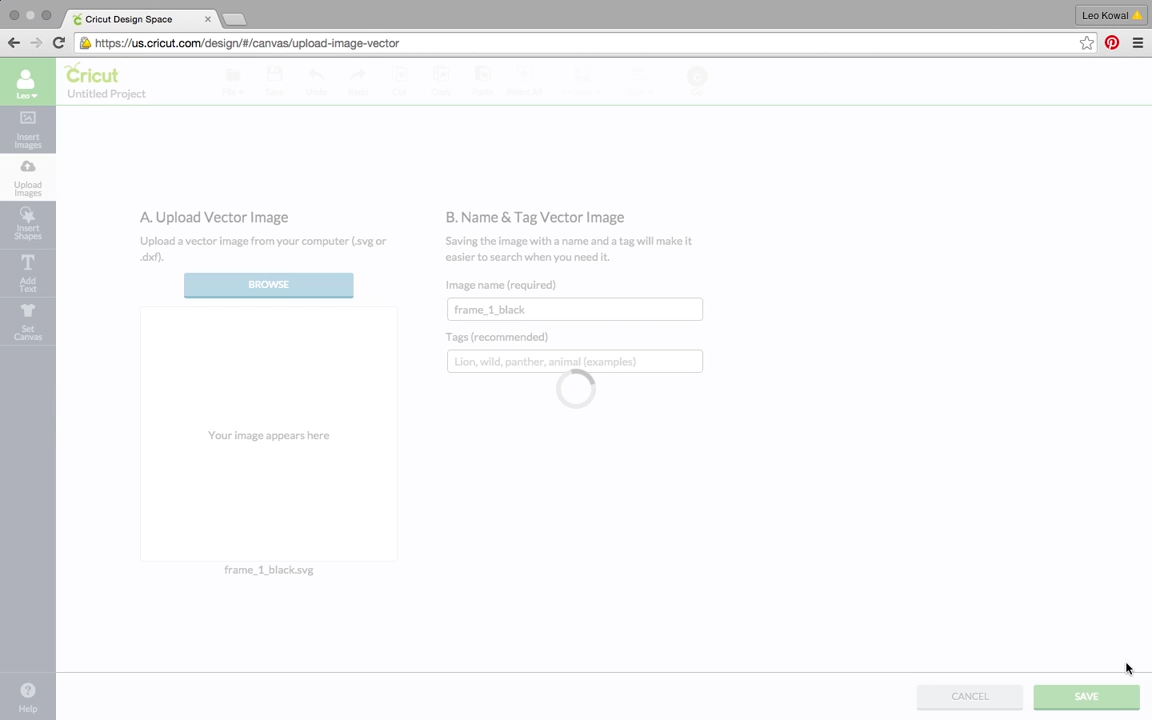 Cricut Design Space
Leo Kowal
https://us.cricut.com/design/#/canvas/upload-image-vector
Leo
Cricut
Untitled Project
File
Save
Undo
Redo
Cut
Copy
Paste
Select All
Go
Insert
Images
Upload
Images
Insert
Shapes
Add
Text
Set
Canvas
A. Upload Vector Image
Upload a vector image from your computer (.svg or
.dxf).
BROWSE
Your image appears here
frame_1_black.svg
B. Name & Tag Vector Image
Saving the image with a name and a tag will make it
easier to search when you need it.
Image name (required)
frame_1_black
Tags (recommended)
Lion, wild, panther, animal (examples)
Help
CANCEL
SAVE